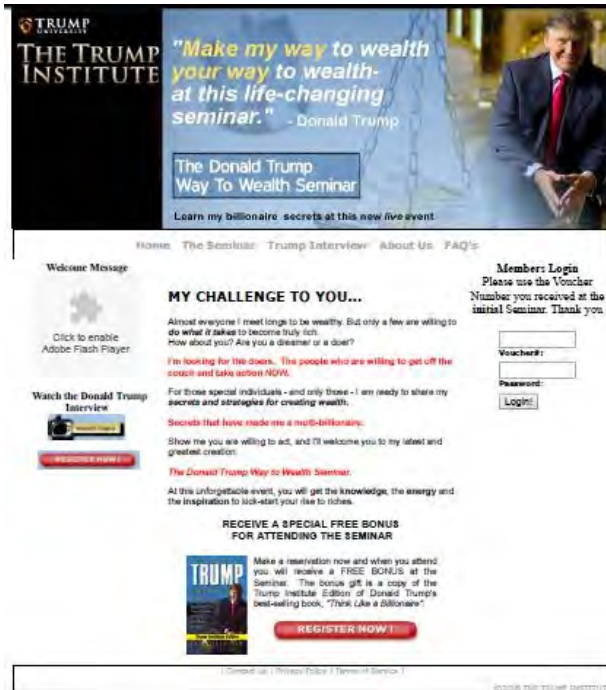 TRUMP
UNIVERSITY
THE TRUMP
INSTITUTE
"Make my way to wealth
your way to wealth-
at this life-changing
seminar."
- Donald Trump
The Donald Trump
Way To Wealth Seminar
Learn my billionaire secrets at this new live event
Home The Seminar Trump Interview About Us FAQ's
Welcome Message
Click to enable
Adobe Flash Player
Watch the Donald Trump
Interview
REGISTER NOW !
MY CHALLENGE TO YOU...
Almost everyone I meet longs to be wealthy. But only a few are willing to
do what it takes to become truly rich.
How about you? Are you a dreamer or a doer?
I'm looking for the doers. The people who are willing to get off the
couch and take action NOW.
For those special individuals - and only those - I am ready to share my
secrets and strategies for creating wealth.
Secrets that have made me a multi-billionaire.
Show me you are willing to act, and I'll welcome you to my latest and
greatest creation.
The Donald Trump Way to Wealth Seminar.
At this unforgettable event, you will get the knowledge, the energy and
the inspiration to kick-start your rise to riches.
RECEIVE A SPECIAL FREE BONUS
FOR ATTENDING THE SEMINAR
TRUMP
Make a reservation now and when you attend
you will receive a FREE BONUS at the
Seminar. The bonus gift is a copy of the
Trump Institute Edition of Donald Trump's
best-selling book, "Think Like a Billionaire".
REGISTER NOW !
Members Login
Please use the Voucher
Number you received at the
initial Seminar. Thank you
Voucher#:
Password:
Login!
| Contact Us | Privacy Policy | Terms of Service |
THE TRUMP INSTITUTE